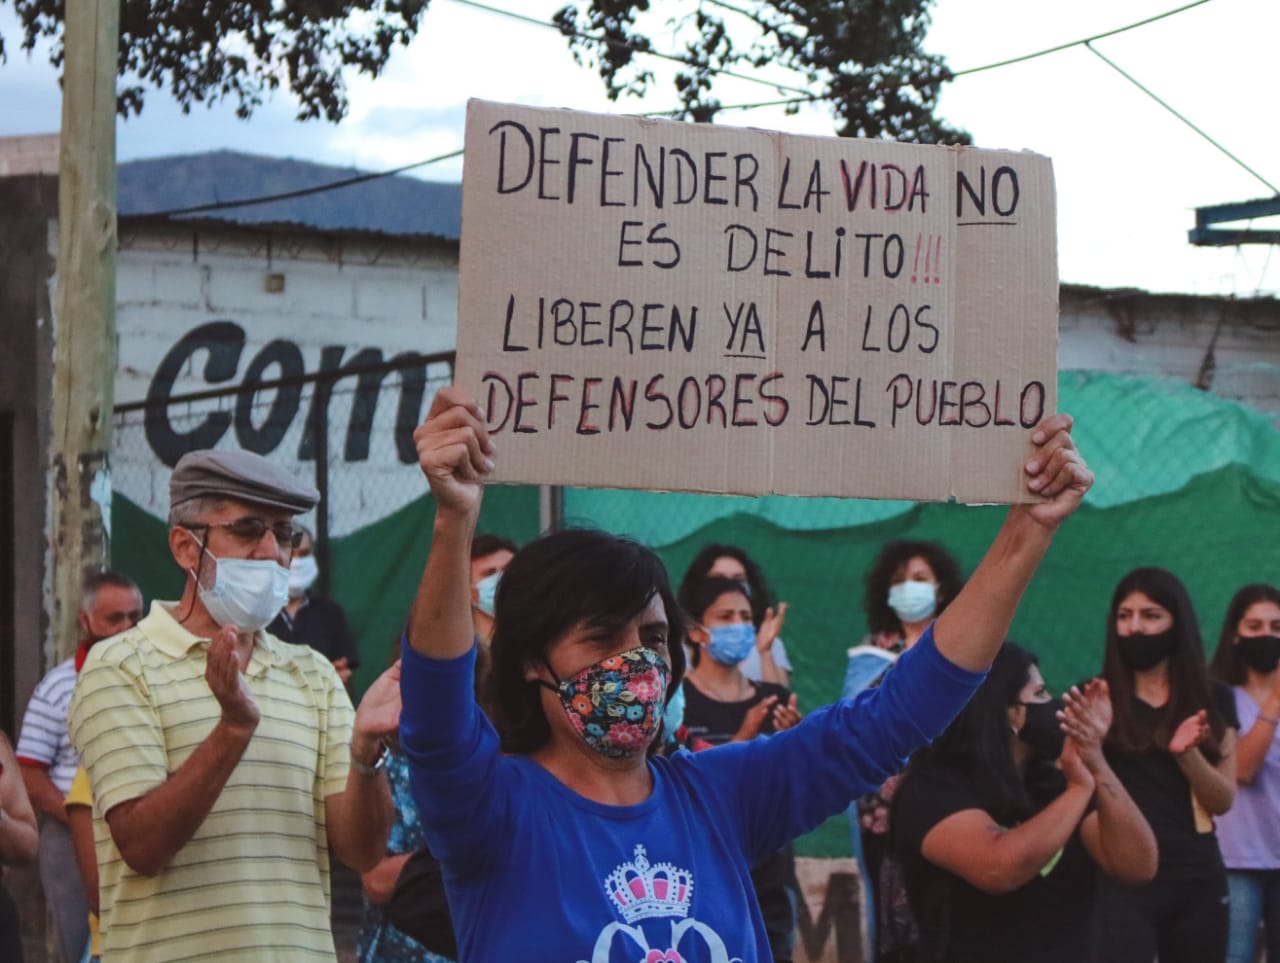 DEFENDER LA VIDA NO
ES DELiTO!!!
LIBEREN YA A LOS
DEFENSORES DEL PUEBLO
Com
M